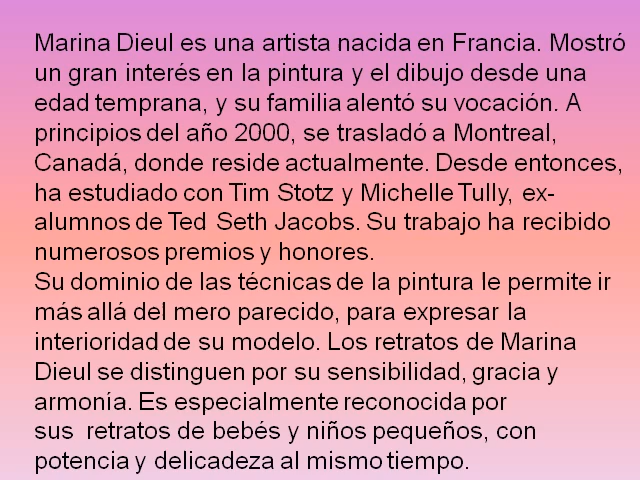 Marina Dieul es una artista nacida en Francia. Mostró
un gran interés en la pintura y el dibujo desde una
edad temprana, y su familia alentó su vocación. A
principios del año 2000, se trasladó a Montreal,
Canadá, donde reside actualmente. Desde entonces,
ha estudiado con Tim Stotz y Michelle Tully, ex-
alumnos de Ted Seth Jacobs. Su trabajo ha recibido
numerosos premios y honores.
Su dominio de las técnicas de la pintura le permite ir
más allá del mero parecido, para expresar la
interioridad de su modelo. Los retratos de Marina
Dieul se distinguen por su sensibilidad, gracia y
armonía. Es especialmente reconocida por
sus  retratos de bebés y niños pequeños, con
potencia y delicadeza al mismo tiempo.